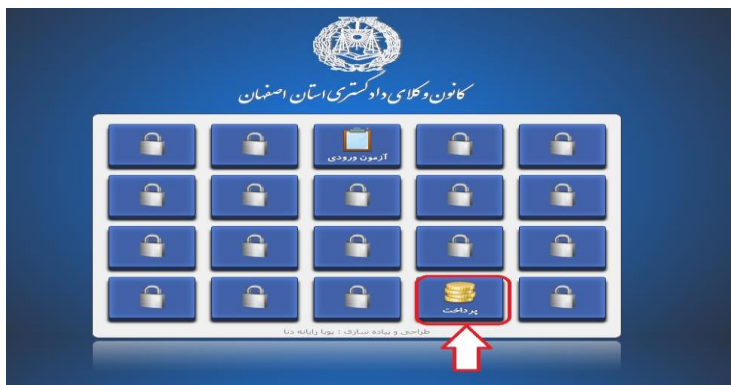 کانون وکلای دادگستری استان اصفهان
آزمون ورودی
پرداخت
طراحی و پیاده سازی : پویا رایانه دنا